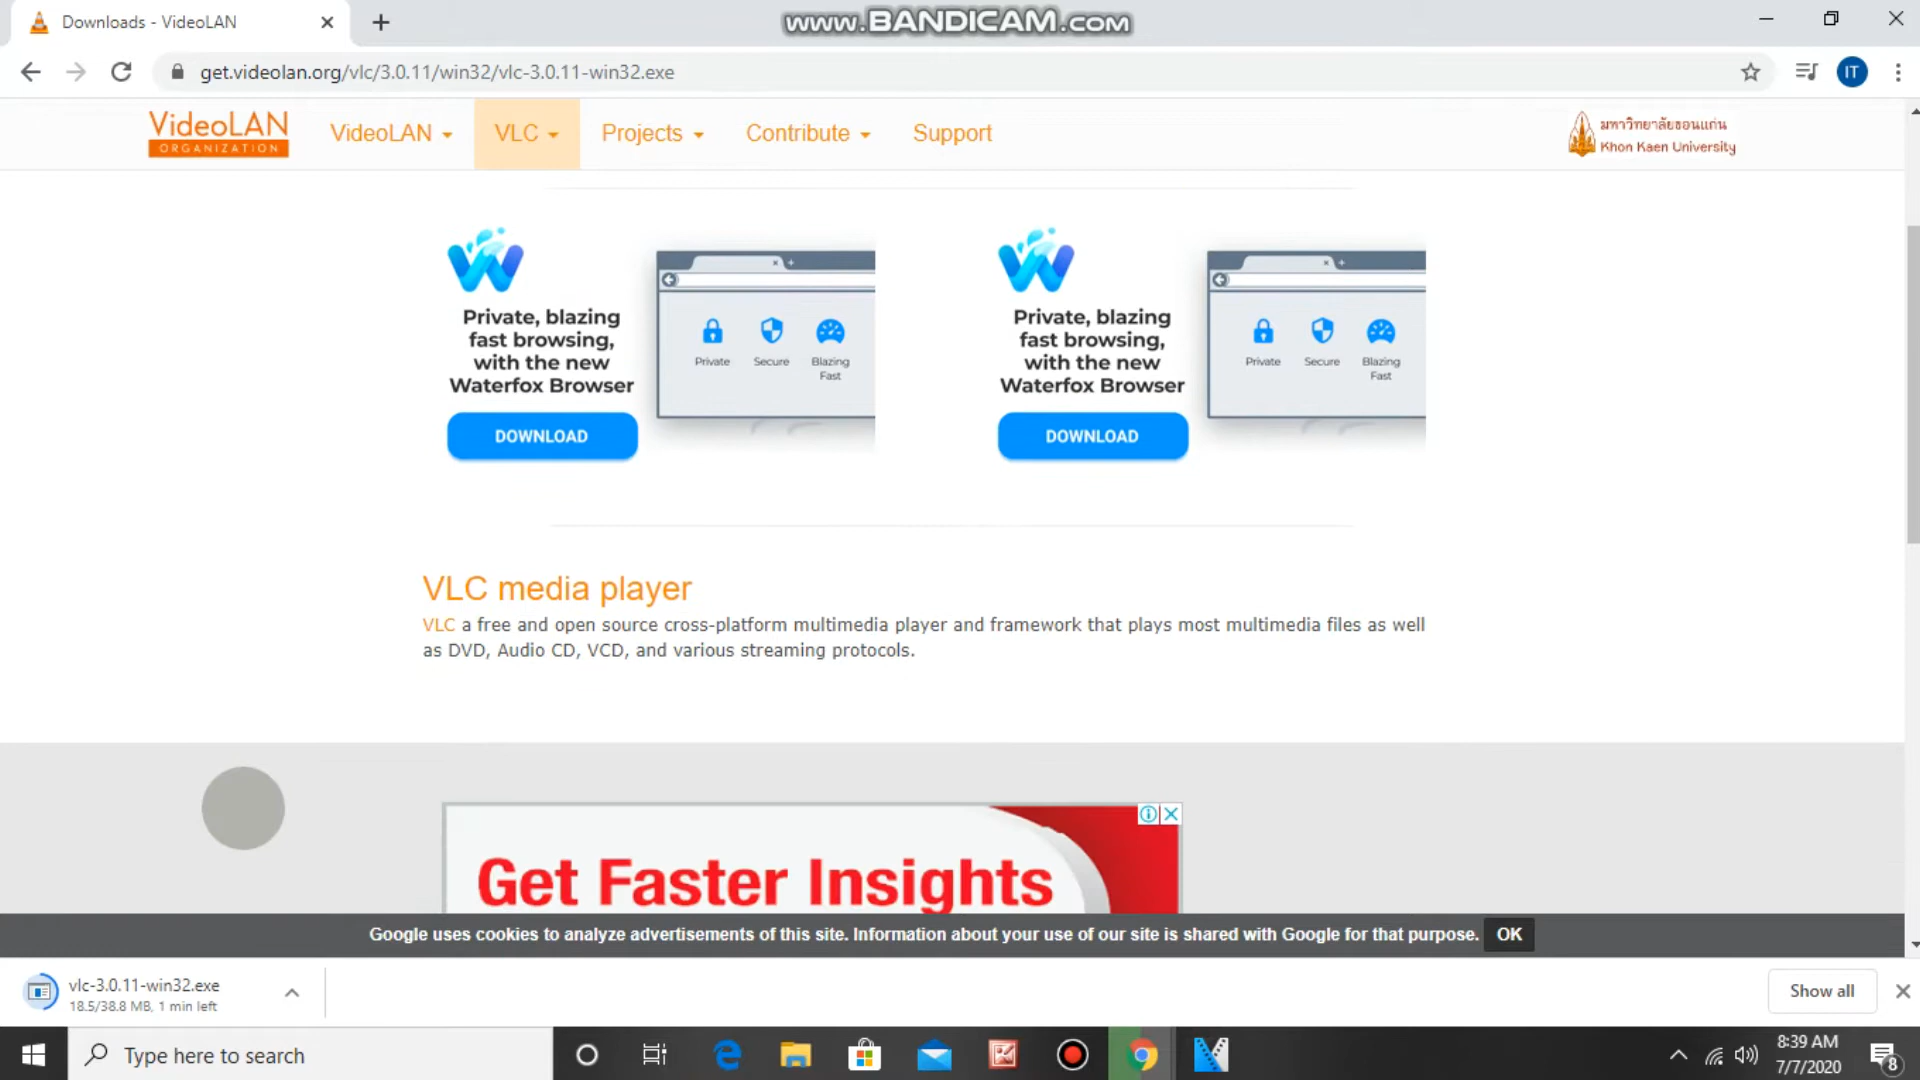 Downloads - VideoLAN
www.BANDICAM.com
get.videolan.org/vlc/3.0.11/win32/vlc-3.0.11-win32.exe
IT
VideoLAN
ORGANIZATION
VideoLAN
VLC
Projects
Contribute
Support
มหาวิทยาลัยขอนแก่น
Khon Kaen University
Private, blazing
fast browsing,
with the new
Waterfox Browser
DOWNLOAD
Private
Secure
Blazing
Fast
Private, blazing
fast browsing,
with the new
Waterfox Browser
DOWNLOAD
Private
Secure
Blazing
Fast
VLC media player
VLC a free and open source cross-platform multimedia player and framework that plays most multimedia files as well
as DVD, Audio CD, VCD, and various streaming protocols.
Get Faster Insights
Google uses cookies to analyze advertisements of this site. Information about your use of our site is shared with Google for that purpose. OK
vlc-3.0.11-win32.exe
18.5/38.8 MB, 1 min left
Show all
Type here to search
8:39 AM
7/7/2020
8